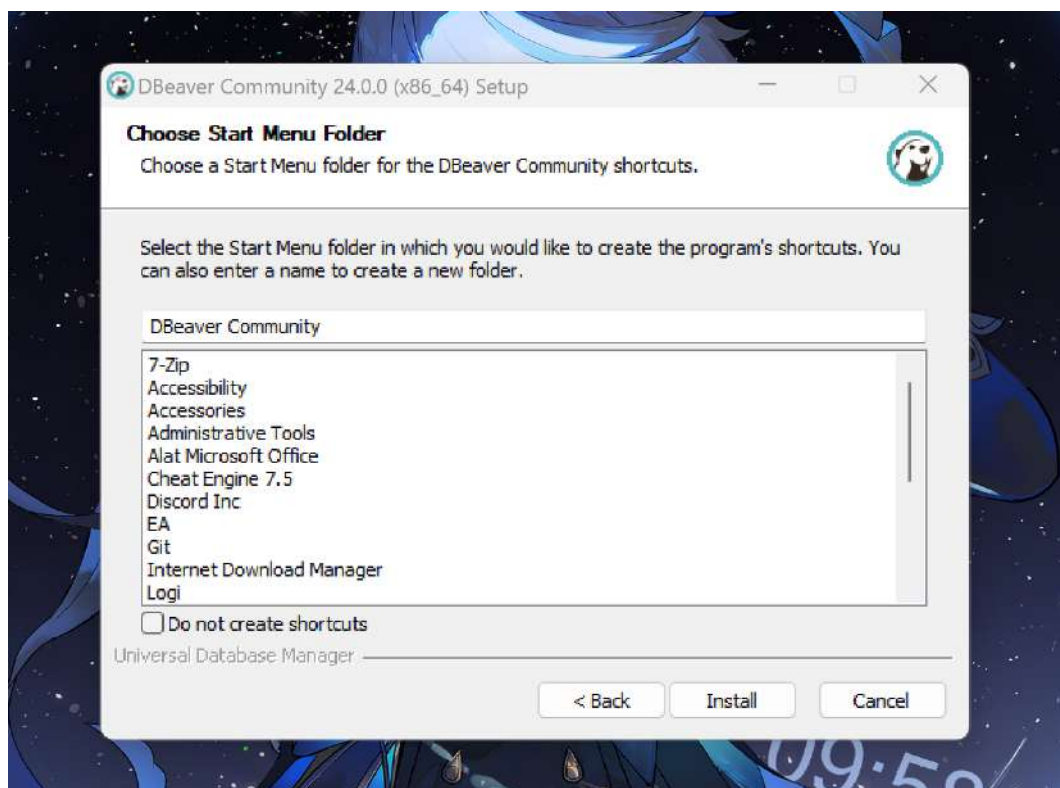 DBeaver Community 24.0.0 (x86_64) Setup
Choose Start Menu Folder
Choose a Start Menu folder for the DBeaver Community shortcuts.
Select the Start Menu folder in which you would like to create the program's shortcuts. You
can also enter a name to create a new folder.
DBeaver Community
7-Zip
Accessibility
Accessories
Administrative Tools
Alat Microsoft Office
Cheat Engine 7.5
Discord Inc
EA
Git
Internet Download Manager
Logi
Do not create shortcuts
Universal Database Manager
< Back
Install
Cancel